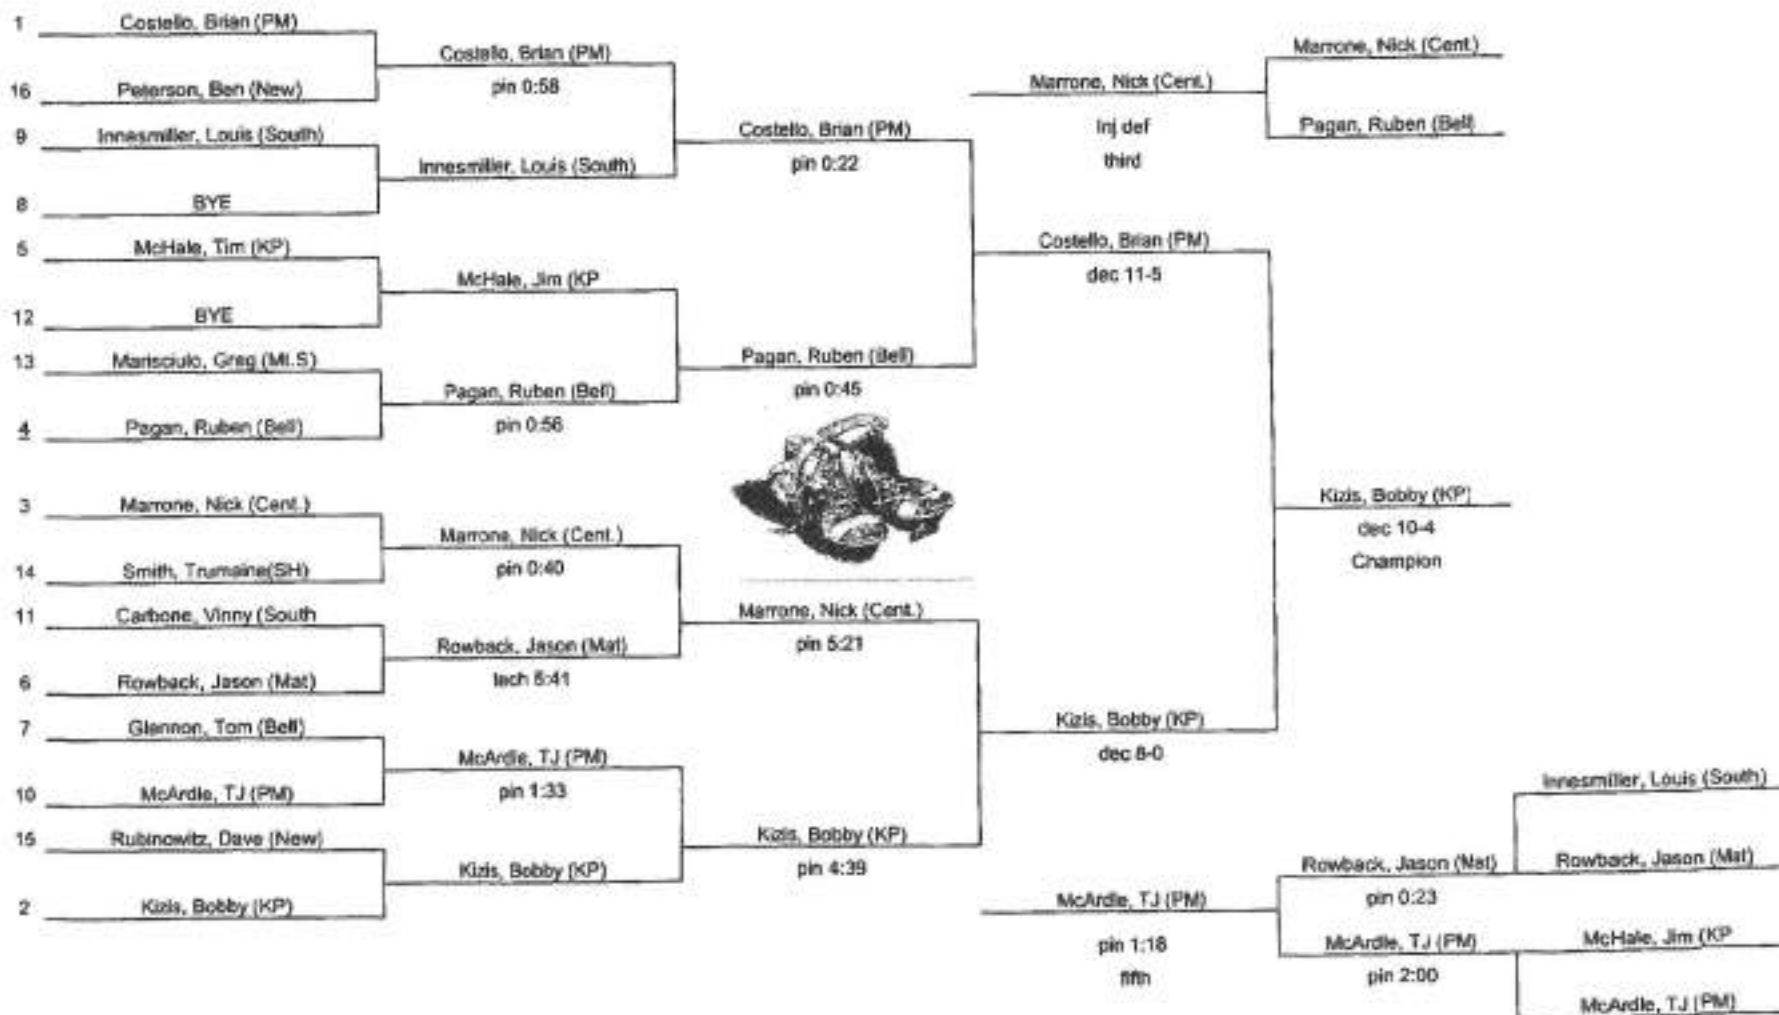 1 Costello, Brian (PM)
16 Peterson, Ben (New)
9 Innesmiller, Louis (South)
8 BYE
5 McHale, Tim (KP)
12 BYE
13 Marisciulo, Greg (Mt.S)
4 Pagan, Ruben (Bell)
3 Marrone, Nick (Cent.)
14 Smith, Trumaine(SH)
11 Carbone, Vinny (South
6 Rowback, Jason (Mat)
7 Glennon, Tom (Bell)
10 McArdle, TJ (PM)
15 Rubinowitz, Dave (New)
2 Kizis, Bobby (KP)
Costello, Brian (PM)
pin 0:58
Innesmiller, Louis (South)
McHale, Jim (KP
Pagan, Ruben (Bell)
pin 0:56
Marrone, Nick (Cent.)
pin 0:40
Rowback, Jason (Mat)
tech 5:41
McArdle, TJ (PM)
pin 1:33
Kizis, Bobby (KP)
Costello, Brian (PM)
pin 0:22
Pagan, Ruben (Bell)
pin 0:45
Marrone, Nick (Cent.)
pin 5:21
Kizis, Bobby (KP)
pin 4:39
Costello, Brian (PM)
dec 11-5
Kizis, Bobby (KP)
dec 8-0
Kizis, Bobby (KP)
dec 10-4
Champion
Marrone, Nick (Cent.)
Inj def
third
Marrone, Nick (Cent.)
Pagan, Ruben (Bell)
McArdle, TJ (PM)
pin 1:18
fifth
Rowback, Jason (Mat)
pin 0:23
McArdle, TJ (PM)
pin 2:00
Innesmiller, Louis (South)
Rowback, Jason (Mat)
McHale, Jim (KP
McArdle, TJ (PM)